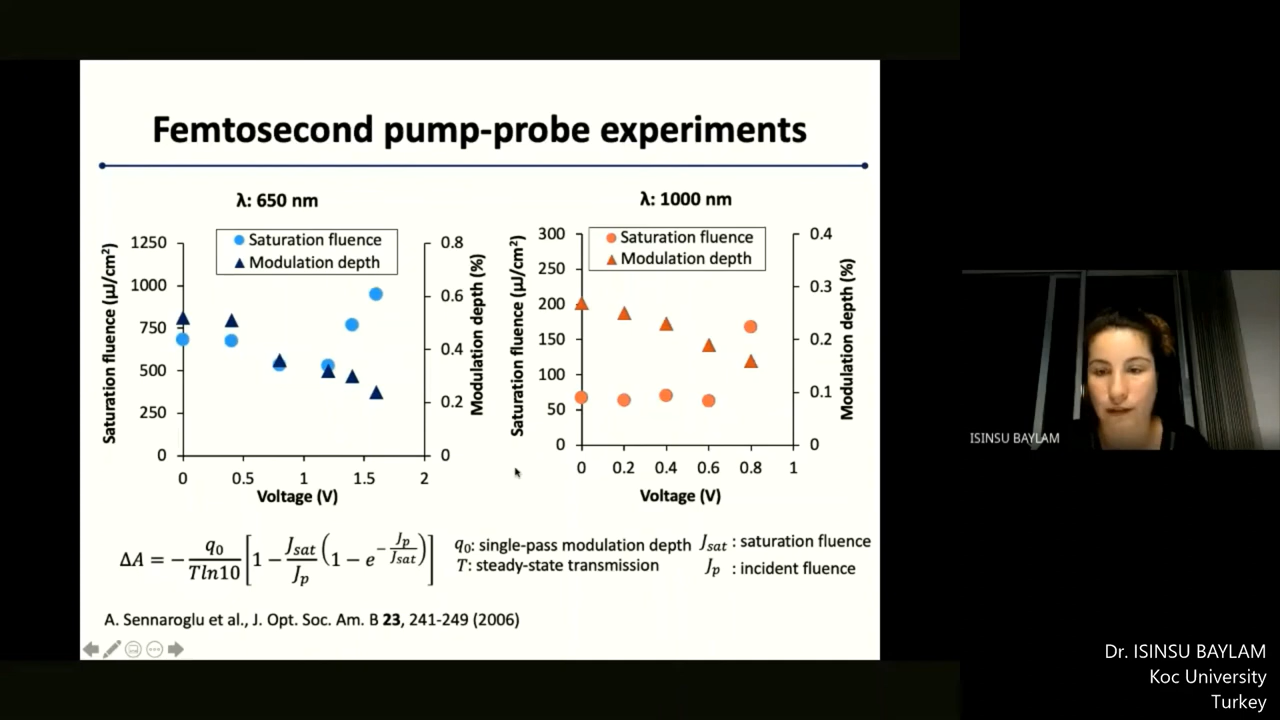 Femtosecond pump-probe experiments
λ: 650 nm
Saturation fluence
Modulation depth
1250
1000
750
500
250
0
0.8
0.6
0.4
0.2
0
0 0.5 1 1.5 2
Voltage (V)
Saturation fluence (µJ/cm²)
Modulation depth (%)
λ: 1000 nm
Saturation fluence
Modulation depth
300
250
200
150
100
50
0
0.4
0.3
0.2
0.1
0
0 0.2 0.4 0.6 0.8 1
Voltage (V)
Saturation fluence (µJ/cm²)
Modulation depth (%)
ΔA = − q₀/(Tln10) [1 − J_sat/J_p (1 − e^(−J_p/J_sat))]
q₀: single-pass modulation depth
T: steady-state transmission
J_sat : saturation fluence
J_p : incident fluence
A. Sennaroglu et al., J. Opt. Soc. Am. B 23, 241-249 (2006)
ISINSU BAYLAM
Dr. ISINSU BAYLAM
Koc University
Turkey